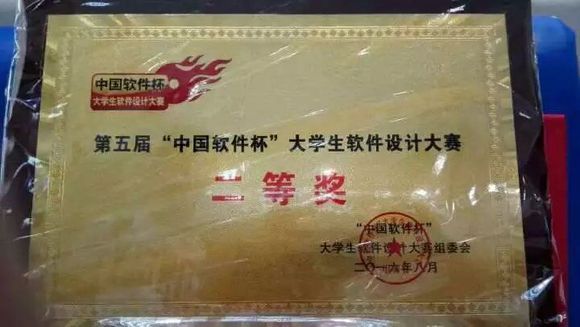 中国软件杯
大学生软件设计大赛
第五届“中国软件杯”大学生软件设计大赛
二等奖
“中国软件杯”
大学生软件设计大赛组委会
二〇一六年八月